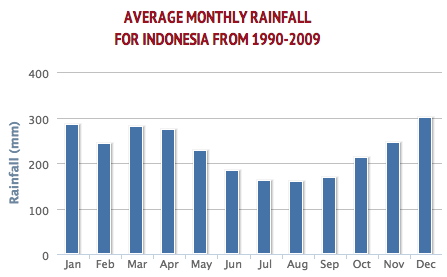 AVERAGE MONTHLY RAINFALL
FOR INDONESIA FROM 1990-2009
Rainfall (mm)
400
300
200
100
0
Jan Feb Mar Apr May Jun Jul Aug Sep Oct Nov Dec